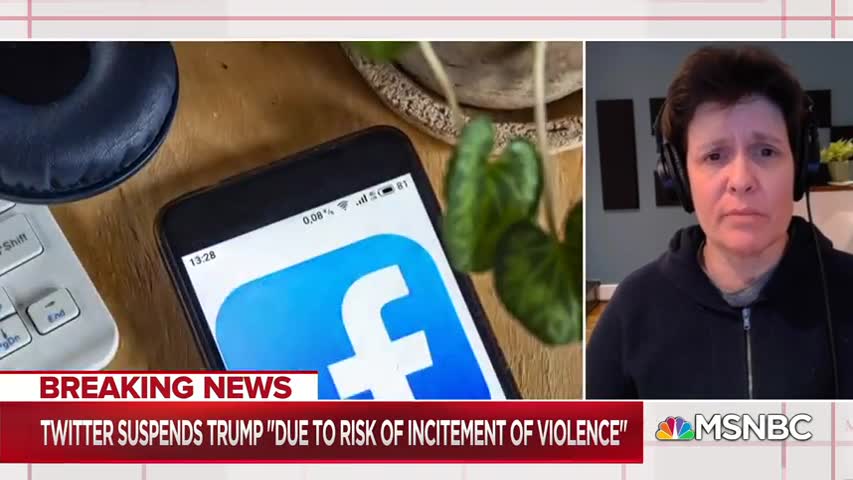 0,08 ᴷ/s 81
13:28
Shift
End
PgDn
f
BREAKING NEWS
TWITTER SUSPENDS TRUMP "DUE TO RISK OF INCITEMENT OF VIOLENCE"
MSNBC